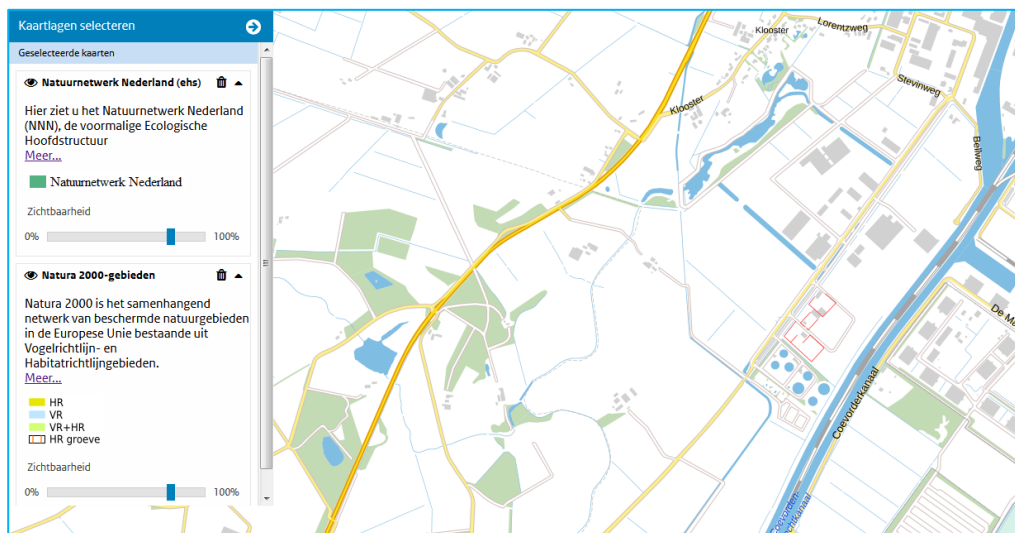 Kaartlagen selecteren
Geselecteerde kaarten
Natuurnetwerk Nederland (ehs)
Hier ziet u het Natuurnetwerk Nederland
(NNN), de voormalige Ecologische
Hoofdstructuur
Meer...
Natuurnetwerk Nederland
Zichtbaarheid
0% 100%
Natura 2000-gebieden
Natura 2000 is het samenhangend
netwerk van beschermde natuurgebieden
in de Europese Unie bestaande uit
Vogelrichtlijn- en
Habitatrichtlijngebieden.
Meer...
HR
VR
VR+HR
HR groeve
Zichtbaarheid
0% 100%
Klooster
Lorentzweg
Stevinweg
Klooster
Beilweg
De Ma
Coevorderkanaal
Coevorden-